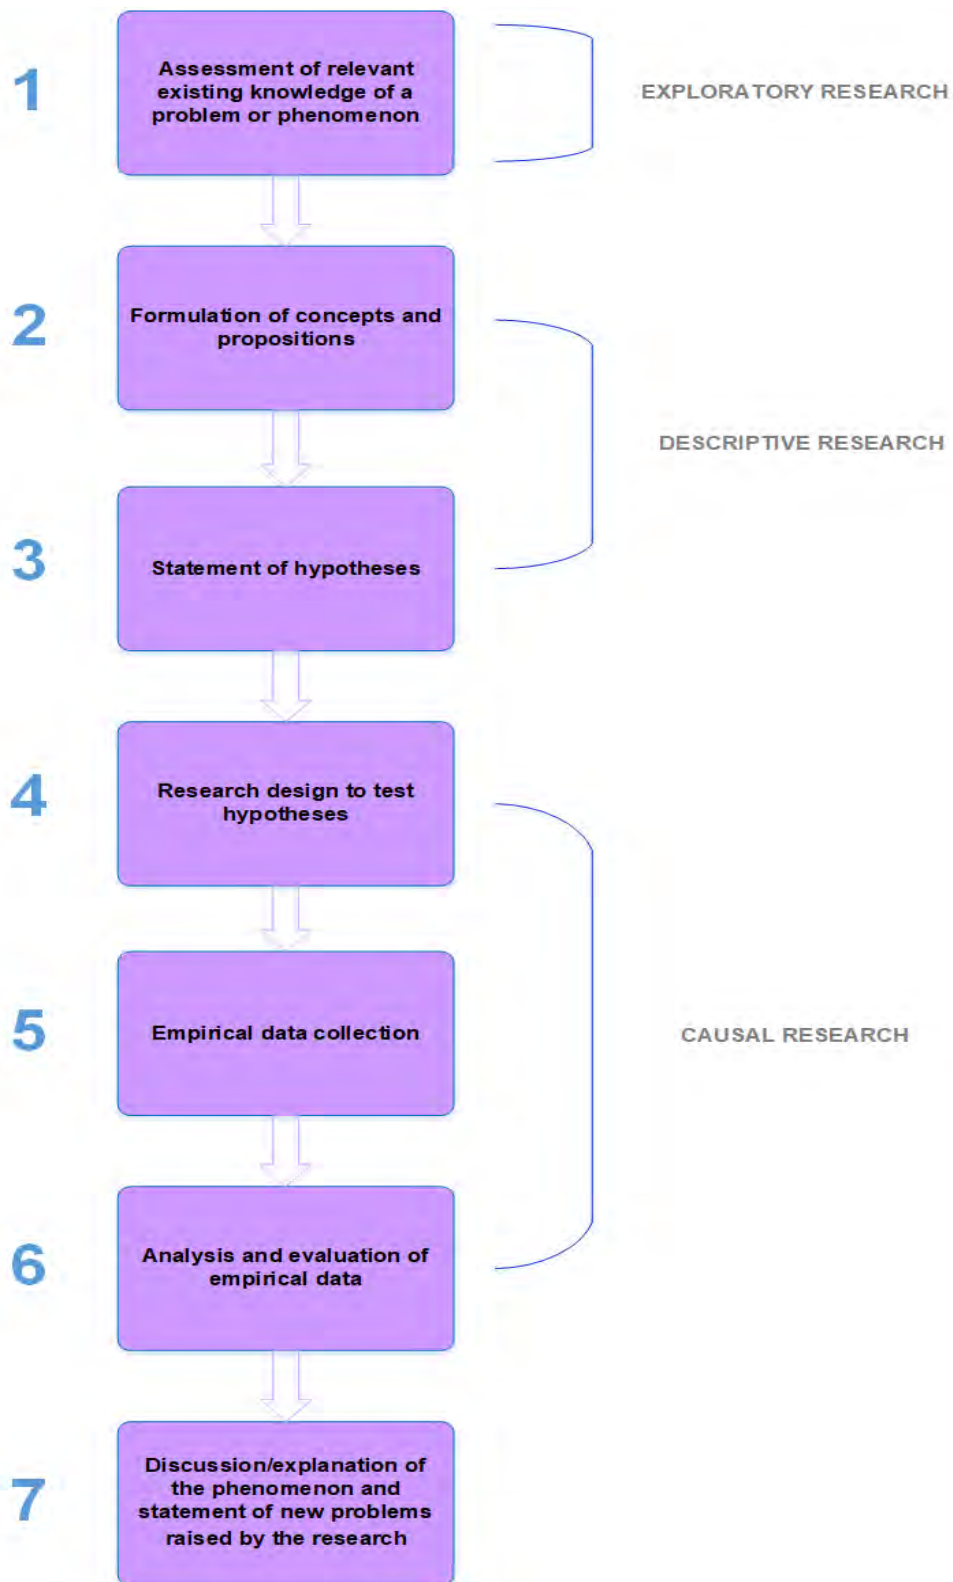 1
Assessment of relevant
existing knowledge of a
problem or phenomenon
EXPLORATORY RESEARCH
2
Formulation of concepts and
propositions
DESCRIPTIVE RESEARCH
3
Statement of hypotheses
4
Research design to test
hypotheses
5
Empirical data collection
CAUSAL RESEARCH
6
Analysis and evaluation of
empirical data
7
Discussion/explanation of
the phenomenon and
statement of new problems
raised by the research